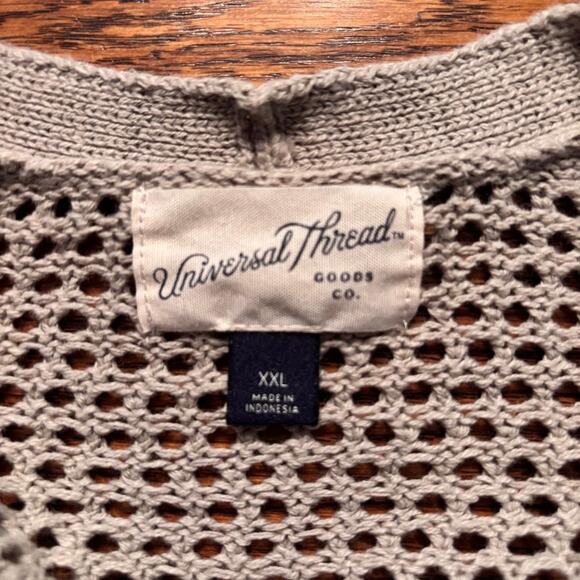 Universal Thread™
GOODS
CO.
XXL
MADE IN
INDONESIA